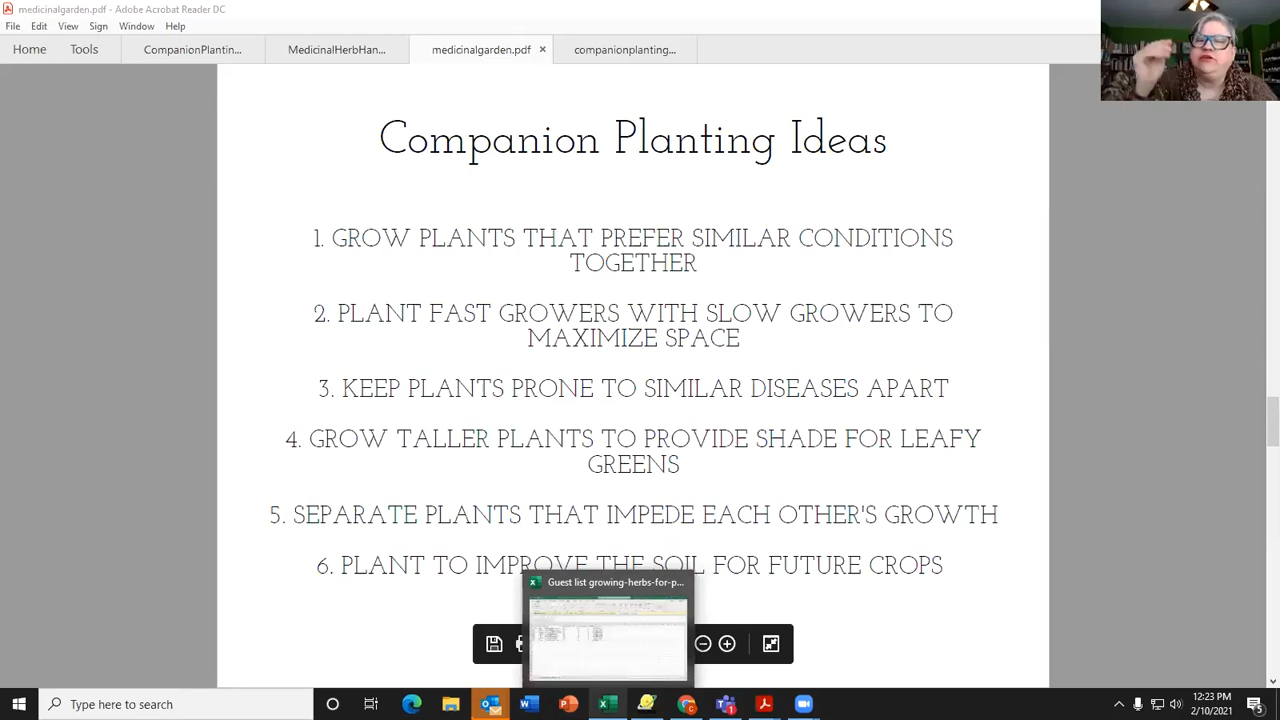 medicinalgarden.pdf - Adobe Acrobat Reader DC
File Edit View Sign Window Help
Home Tools CompanionPlantin... MedicinalHerbHan... medicinalgarden.pdf × companionplanting...
Companion Planting Ideas
1. GROW PLANTS THAT PREFER SIMILAR CONDITIONS
TOGETHER
2. PLANT FAST GROWERS WITH SLOW GROWERS TO
MAXIMIZE SPACE
3. KEEP PLANTS PRONE TO SIMILAR DISEASES APART
4. GROW TALLER PLANTS TO PROVIDE SHADE FOR LEAFY
GREENS
5. SEPARATE PLANTS THAT IMPEDE EACH OTHER'S GROWTH
6. PLANT TO IMPROVE THE SOIL FOR FUTURE CROPS
Guest list growing-herbs-for-p...
Type here to search
12:23 PM
2/10/2021